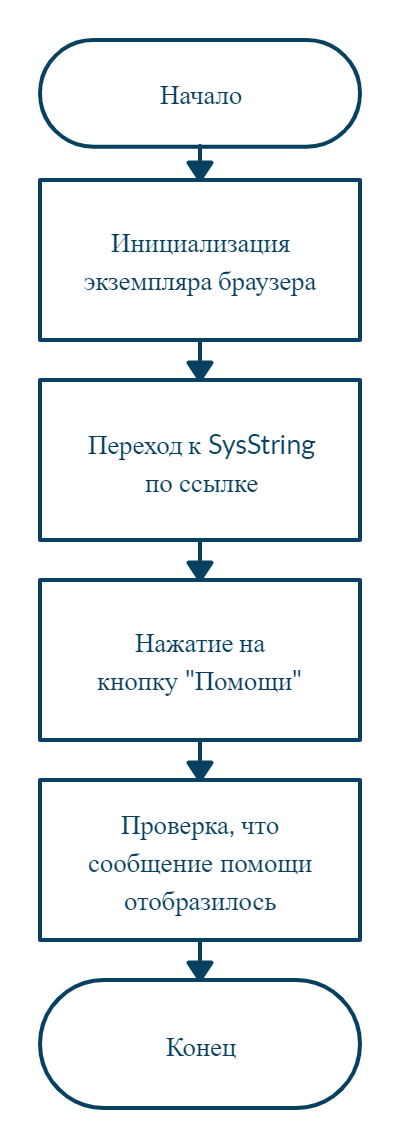 Начало
Инициализация
экземпляра браузера
Переход к SysString
по ссылке
Нажатие на
кнопку "Помощи"
Проверка, что
сообщение помощи
отобразилось
Конец